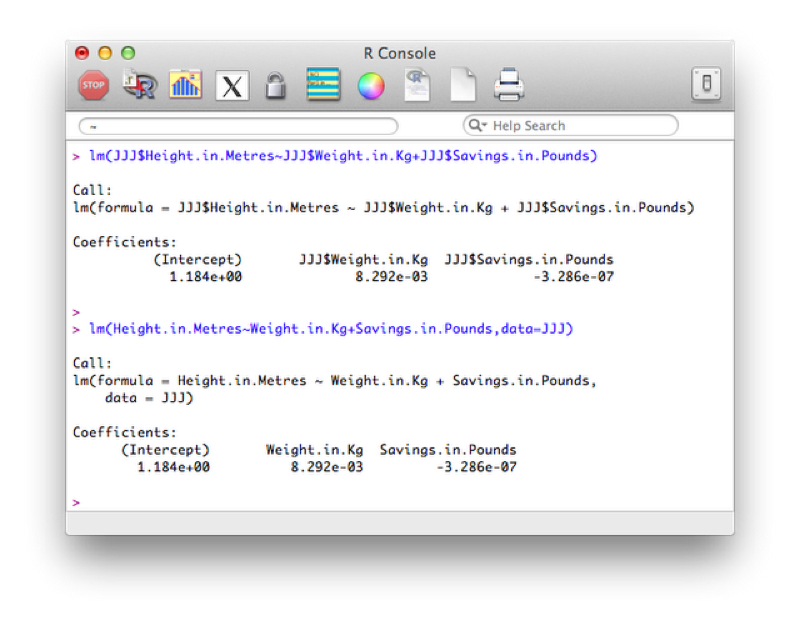 R Console
STOP
R
X
R
~
Help Search
> lm(JJJ$Height.in.Metres~JJJ$Weight.in.Kg+JJJ$Savings.in.Pounds)
Call:
lm(formula = JJJ$Height.in.Metres ~ JJJ$Weight.in.Kg + JJJ$Savings.in.Pounds)
Coefficients:
(Intercept) JJJ$Weight.in.Kg JJJ$Savings.in.Pounds
1.184e+00 8.292e-03 -3.286e-07
>
> lm(Height.in.Metres~Weight.in.Kg+Savings.in.Pounds,data=JJJ)
Call:
lm(formula = Height.in.Metres ~ Weight.in.Kg + Savings.in.Pounds,
data = JJJ)
Coefficients:
(Intercept) Weight.in.Kg Savings.in.Pounds
1.184e+00 8.292e-03 -3.286e-07
>